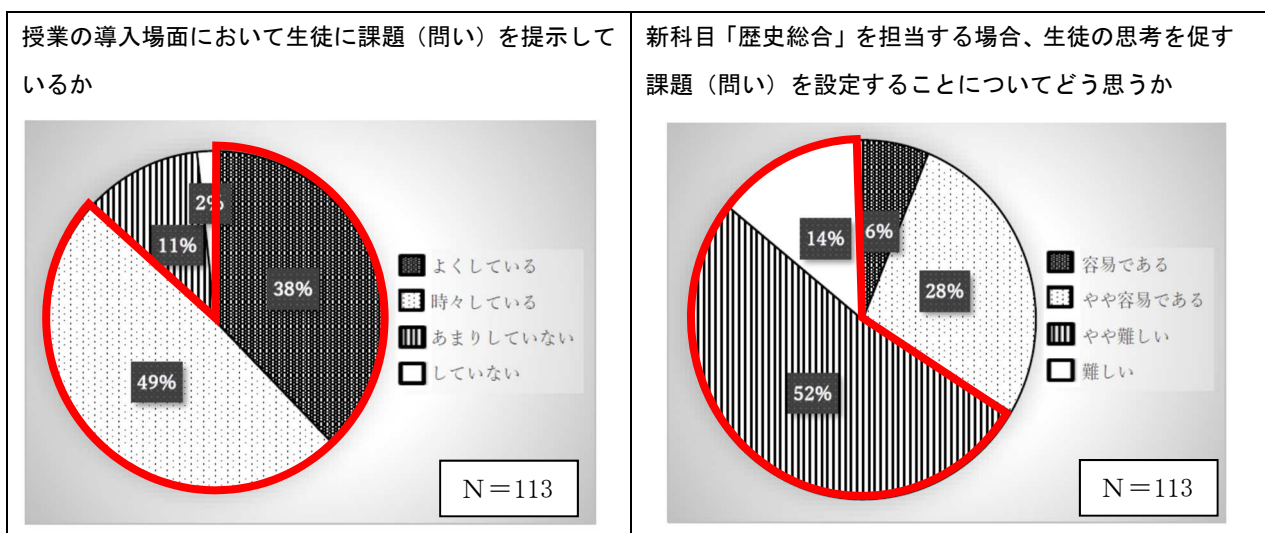 授業の導入場面において生徒に課題（問い）を提示して
いるか
2%
11%
38%
49%
よくしている
時々している
あまりしていない
していない
N＝113
新科目「歴史総合」を担当する場合、生徒の思考を促す
課題（問い）を設定することについてどう思うか
14%
6%
28%
52%
容易である
やや容易である
やや難しい
難しい
N＝113